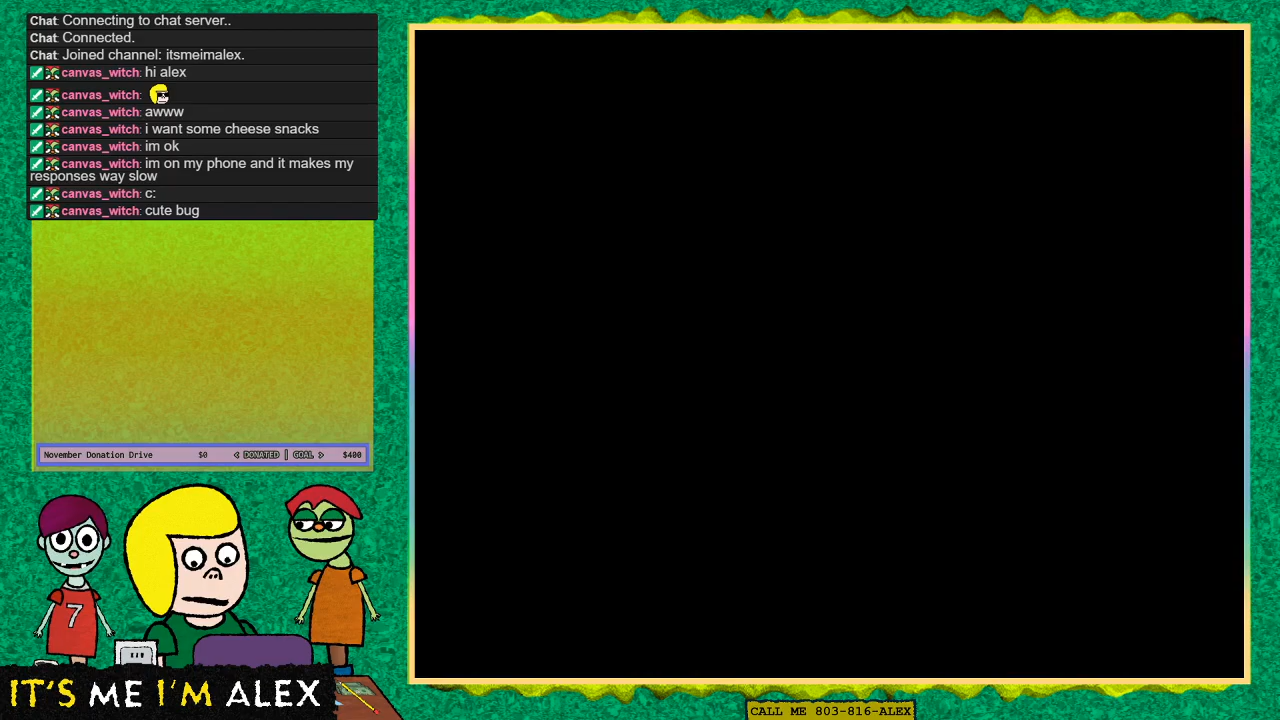 Chat: Connecting to chat server..
Chat: Connected.
Chat: Joined channel: itsmeimalex.
canvas_witch: hi alex
canvas_witch:
canvas_witch: awww
canvas_witch: i want some cheese snacks
canvas_witch: im ok
canvas_witch: im on my phone and it makes my
responses way slow
canvas_witch: c:
canvas_witch: cute bug
November Donation Drive $0 < DONATED | GOAL > $400
7
IT'S ME I'M ALEX
CALL ME 803-816-ALEX